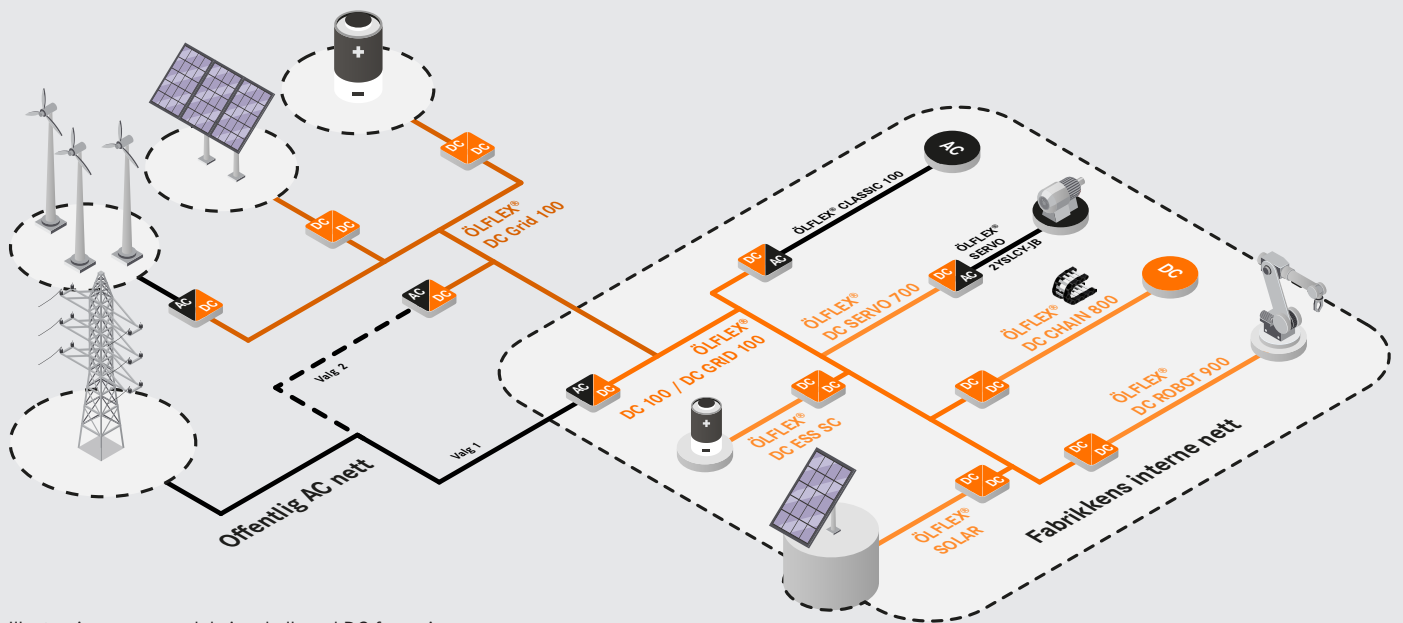 DC DC
DC DC
AC DC
ÖLFLEX®
DC Grid 100
AC DC
Valg 2
Valg 1
Offentlig AC nett
AC DC
ÖLFLEX®
DC 100 / DC GRID 100
AC
ÖLFLEX® CLASSIC 100
DC AC
ÖLFLEX®
SERVO
2YSLCY-JB
DC AC
ÖLFLEX®
DC SERVO 700
DC
ÖLFLEX®
DC CHAIN 800
DC DC
DC DC
ÖLFLEX®
DC ESS SC
ÖLFLEX®
DC ROBOT 900
DC DC
DC DC
ÖLFLEX®
SOLAR
Fabrikkens interne nett